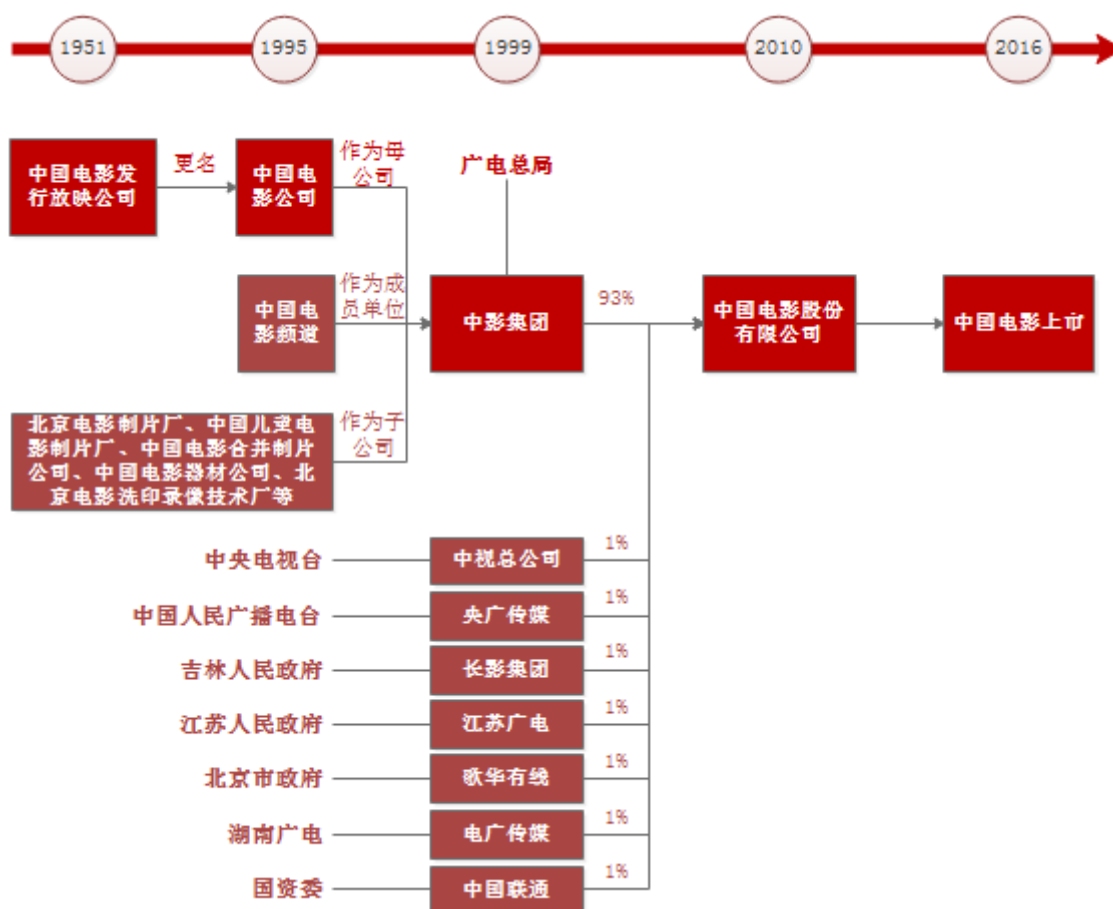 1951
1995
1999
2010
2016
中国电影发
行放映公司
更名
中国电
影公司
作为母
公司
广电总局
中国电
影频道
作为成
员单位
中影集团
93%
中国电影股份
有限公司
中国电影上市
北京电影制片厂、中国儿童电
影制片厂、中国电影合并制片
公司、中国电影器材公司、北
京电影洗印录像技术厂等
作为子
公司
中央电视台
中视总公司
1%
中国人民广播电台
央广传媒
1%
吉林人民政府
长影集团
1%
江苏人民政府
江苏广电
1%
北京市政府
歌华有线
1%
湖南广电
电广传媒
1%
国资委
中国联通
1%